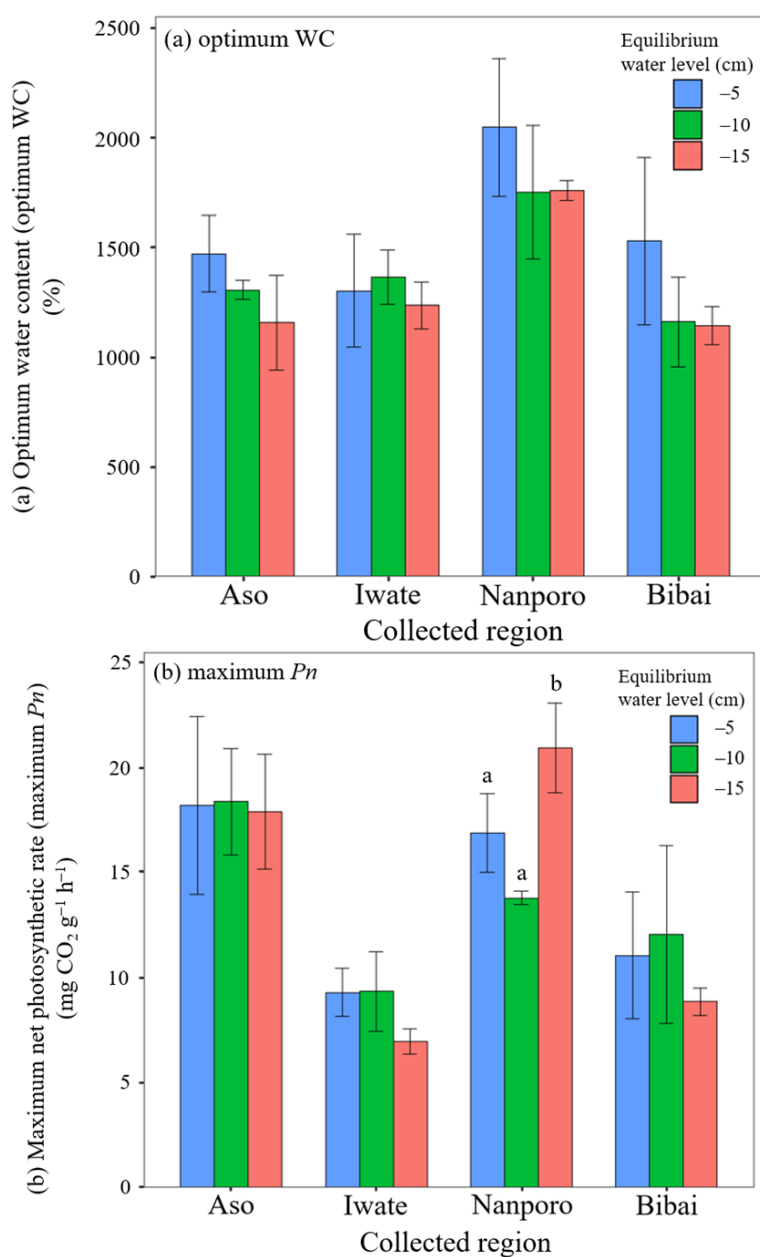 (a) optimum WC
Equilibrium
water level (cm)
–5
–10
–15
(a) Optimum water content (optimum WC)
(%)
2500
2000
1500
1000
500
0
Aso Iwate Nanporo Bibai
Collected region
(b) maximum Pn
Equilibrium
water level (cm)
–5
–10
–15
(b) Maximum net photosynthetic rate (maximum Pn)
(mg CO₂ g⁻¹ h⁻¹)
25
20
15
10
5
0
a
a
b
Aso Iwate Nanporo Bibai
Collected region